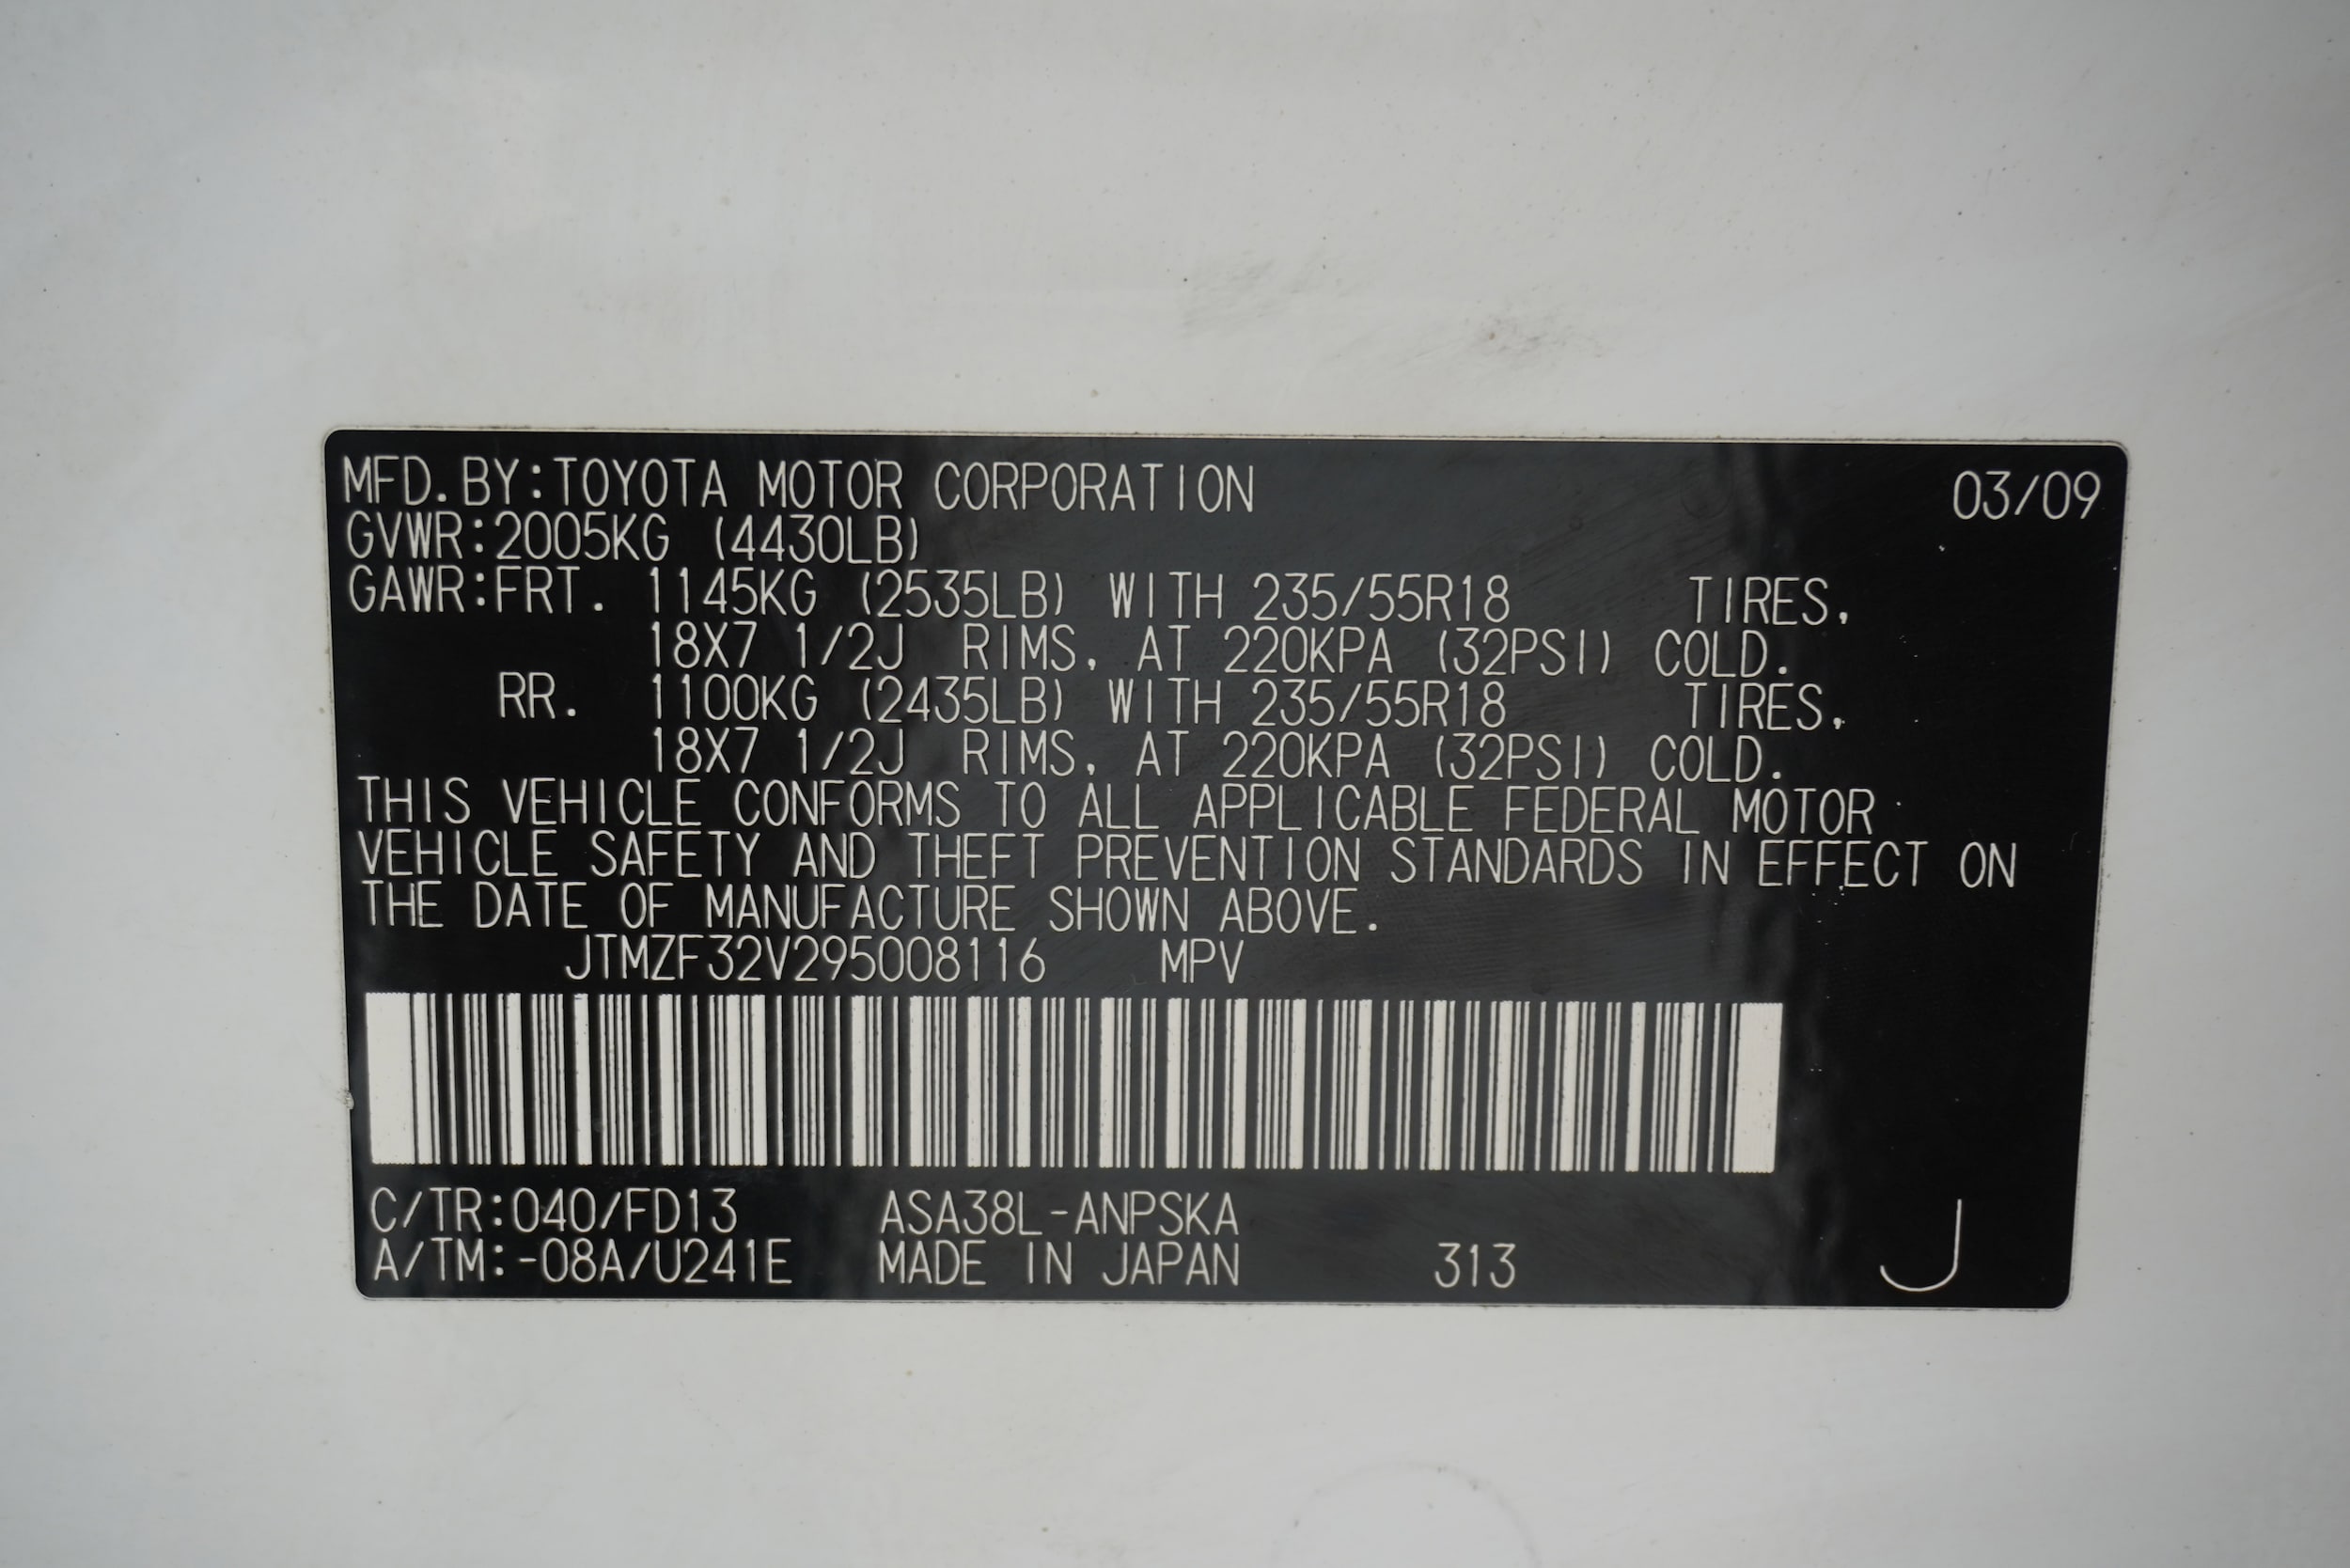 MFD.BY:TOYOTA MOTOR CORPORATION 03/09
GVWR:2005KG (4430LB)
GAWR:FRT. 1145KG (2535LB) WITH 235/55R18 TIRES,
18X7 1/2J RIMS, AT 220KPA (32PSI) COLD.
RR. 1100KG (2435LB) WITH 235/55R18 TIRES,
18X7 1/2J RIMS, AT 220KPA (32PSI) COLD.
THIS VEHICLE CONFORMS TO ALL APPLICABLE FEDERAL MOTOR
VEHICLE SAFETY AND THEFT PREVENTION STANDARDS IN EFFECT ON
THE DATE OF MANUFACTURE SHOWN ABOVE.
JTMZF32V295008116 MPV
C/TR:040/FD13 ASA38L-ANPSKA
A/TM:-08A/U241E MADE IN JAPAN 313 J